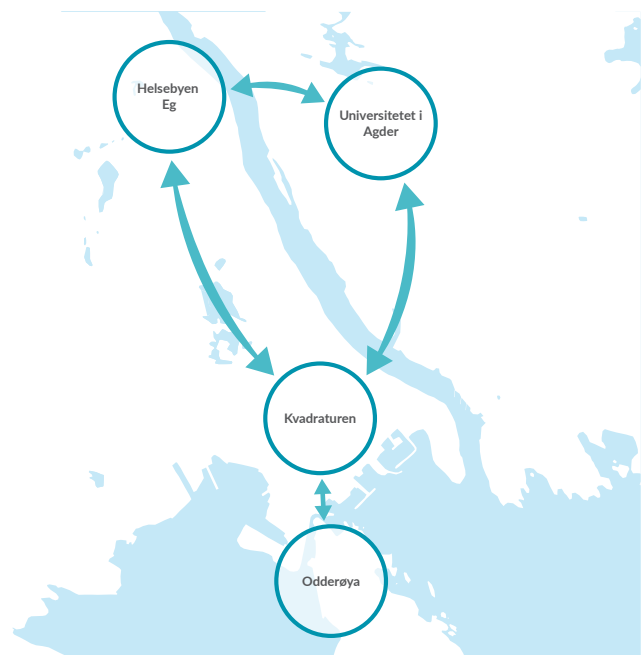 Helsebyen
Eg
Universitetet i
Agder
Kvadraturen
Odderøya